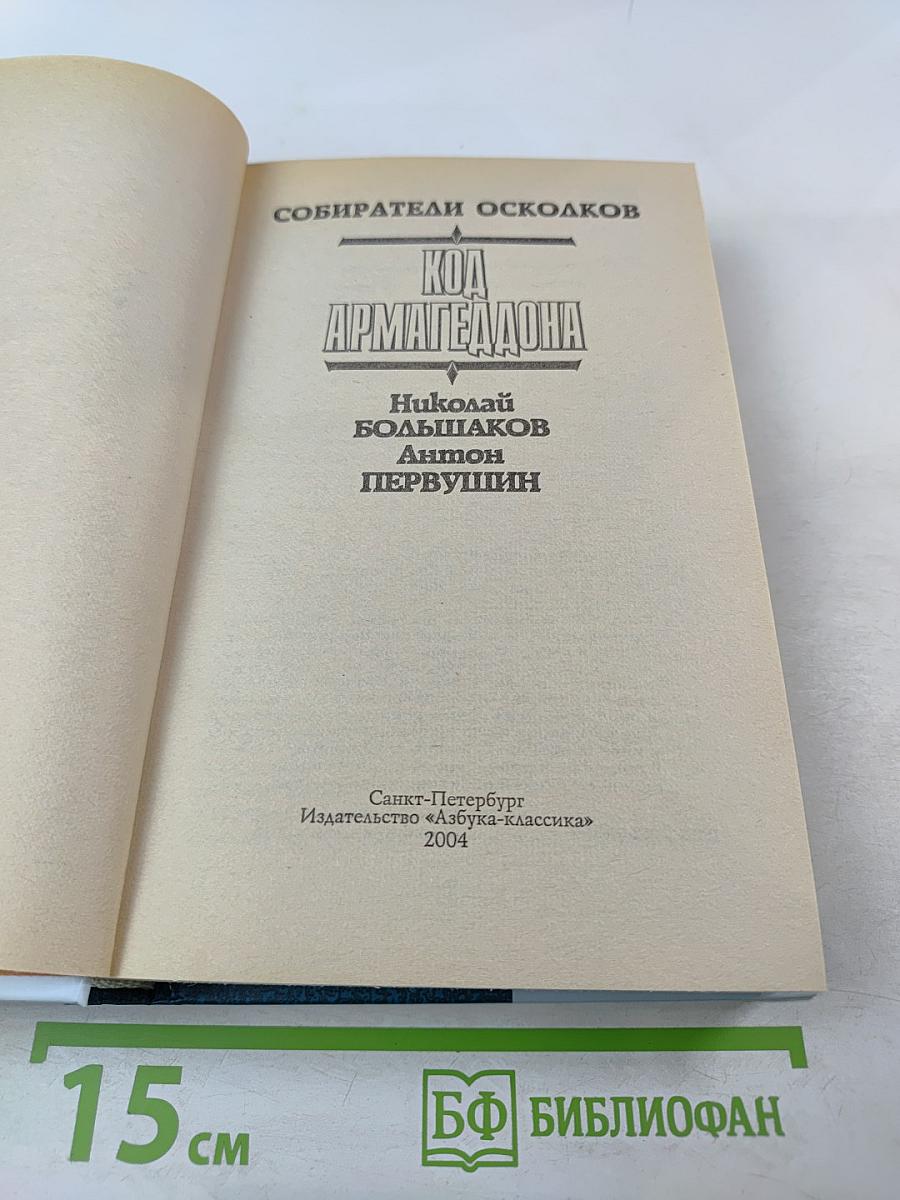 СОБИРАТЕЛИ ОСКОЛКОВ
КОД
АРМАГЕДДОНА
Николай
БОЛЬШАКОВ
Антон
ПЕРВУШИН
Санкт-Петербург
Издательство «Азбука-классика»
2004
15 см
БФ БИБЛИОФАН